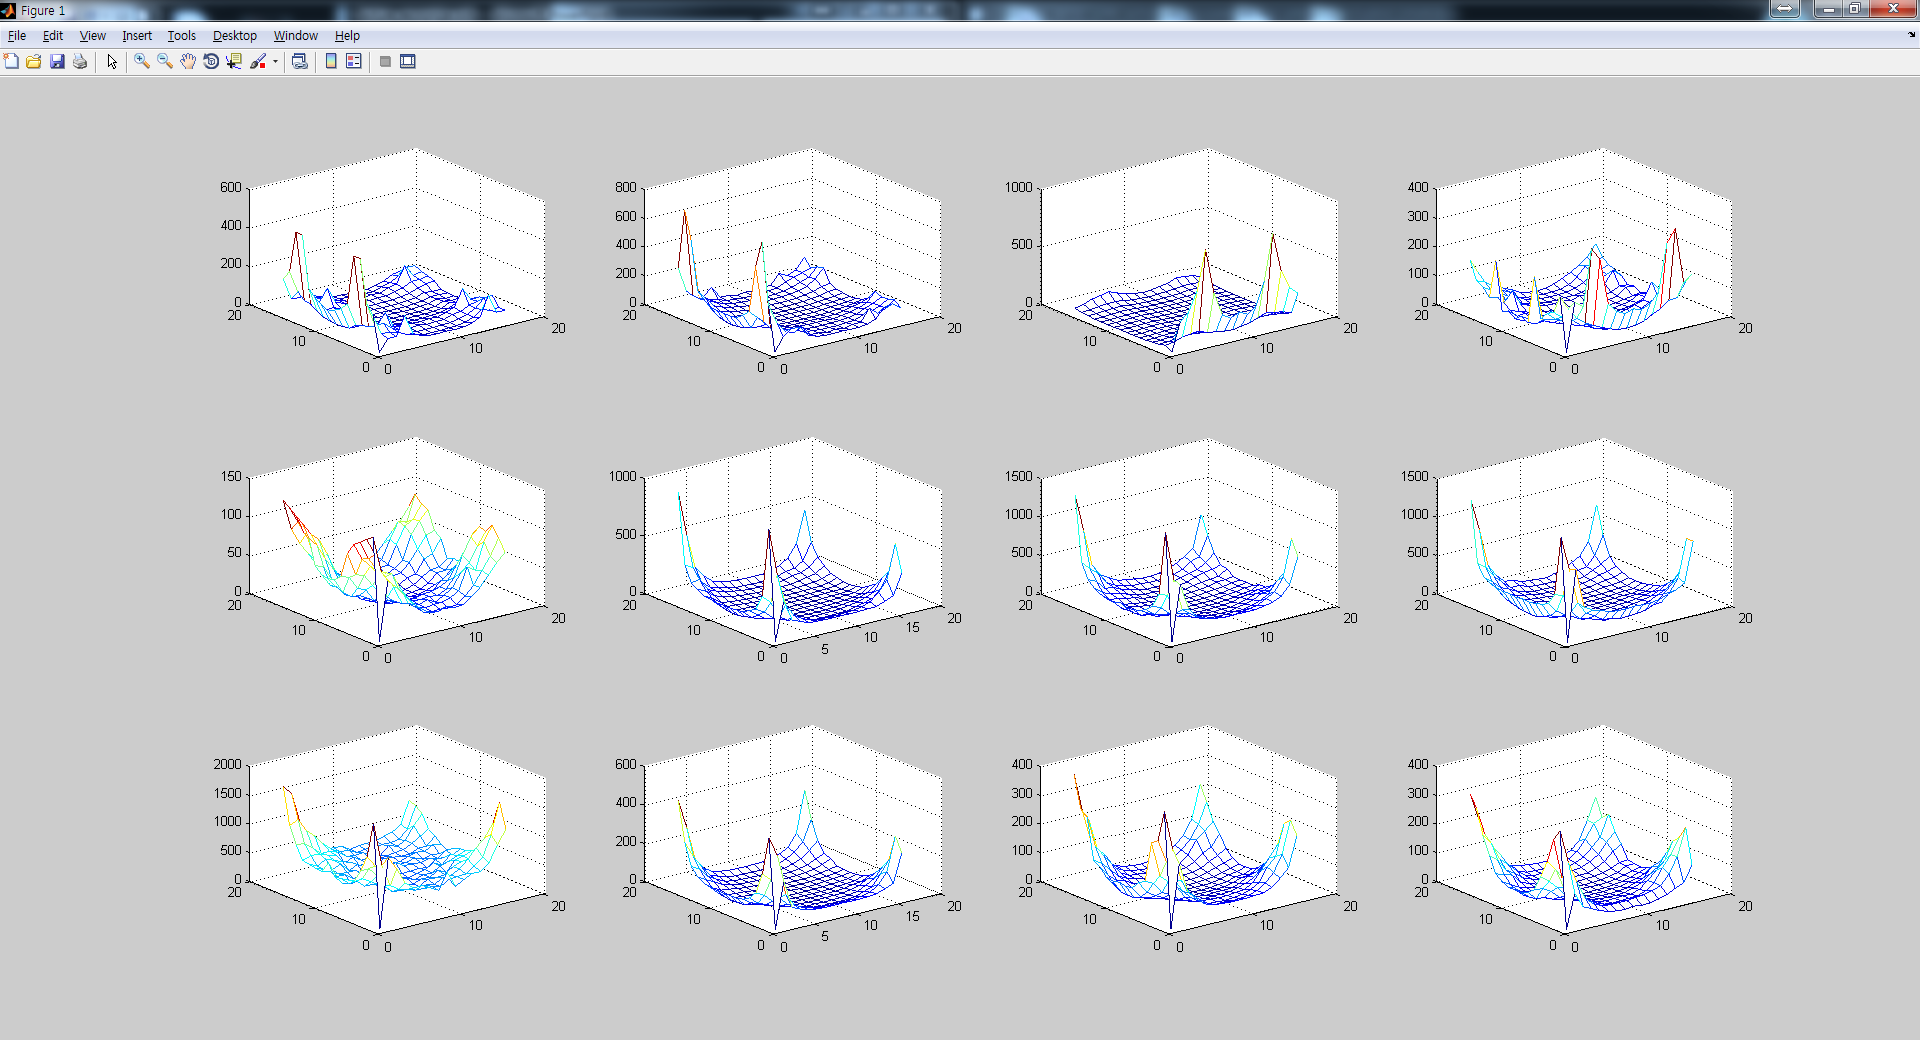 Figure 1
File Edit View Insert Tools Desktop Window Help
600 800 1000 400
400 600 500 300
200 400 0 200
0 200 20 100
20 0 10 0
10 20 0 20
0 10 0 10
0 0 10 0
10 0 20 0
20 10 10
20 20
150 1000 1500 1500
100 500 1000 1000
50 0 500 500
0 20 0 0
20 10 20 20
10 0 10 10
0 0 0 0
0 5 0 0
10 15 10 10
20 20 20 20
2000 600 400 400
1500 400 300 300
1000 200 200 200
500 0 100 100
0 20 0 0
20 10 20 20
10 0 10 10
0 0 0 0
0 5 0 0
10 15 10 10
20 20 20 20